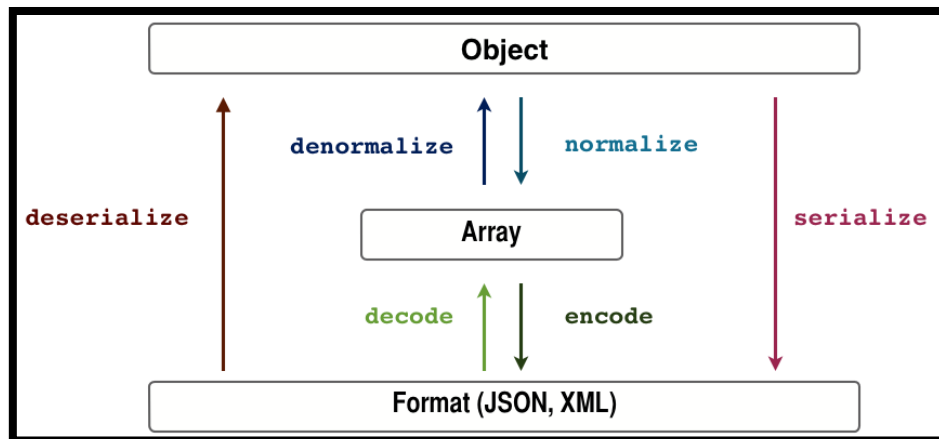 Object
denormalize
normalize
deserialize
Array
serialize
decode
encode
Format (JSON, XML)